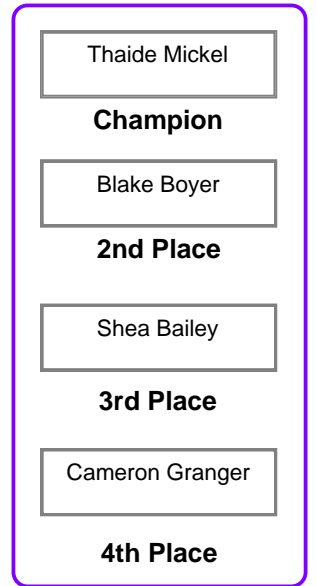 Thaide Mickel
Champion
Blake Boyer
2nd Place
Shea Bailey
3rd Place
Cameron Granger
4th Place